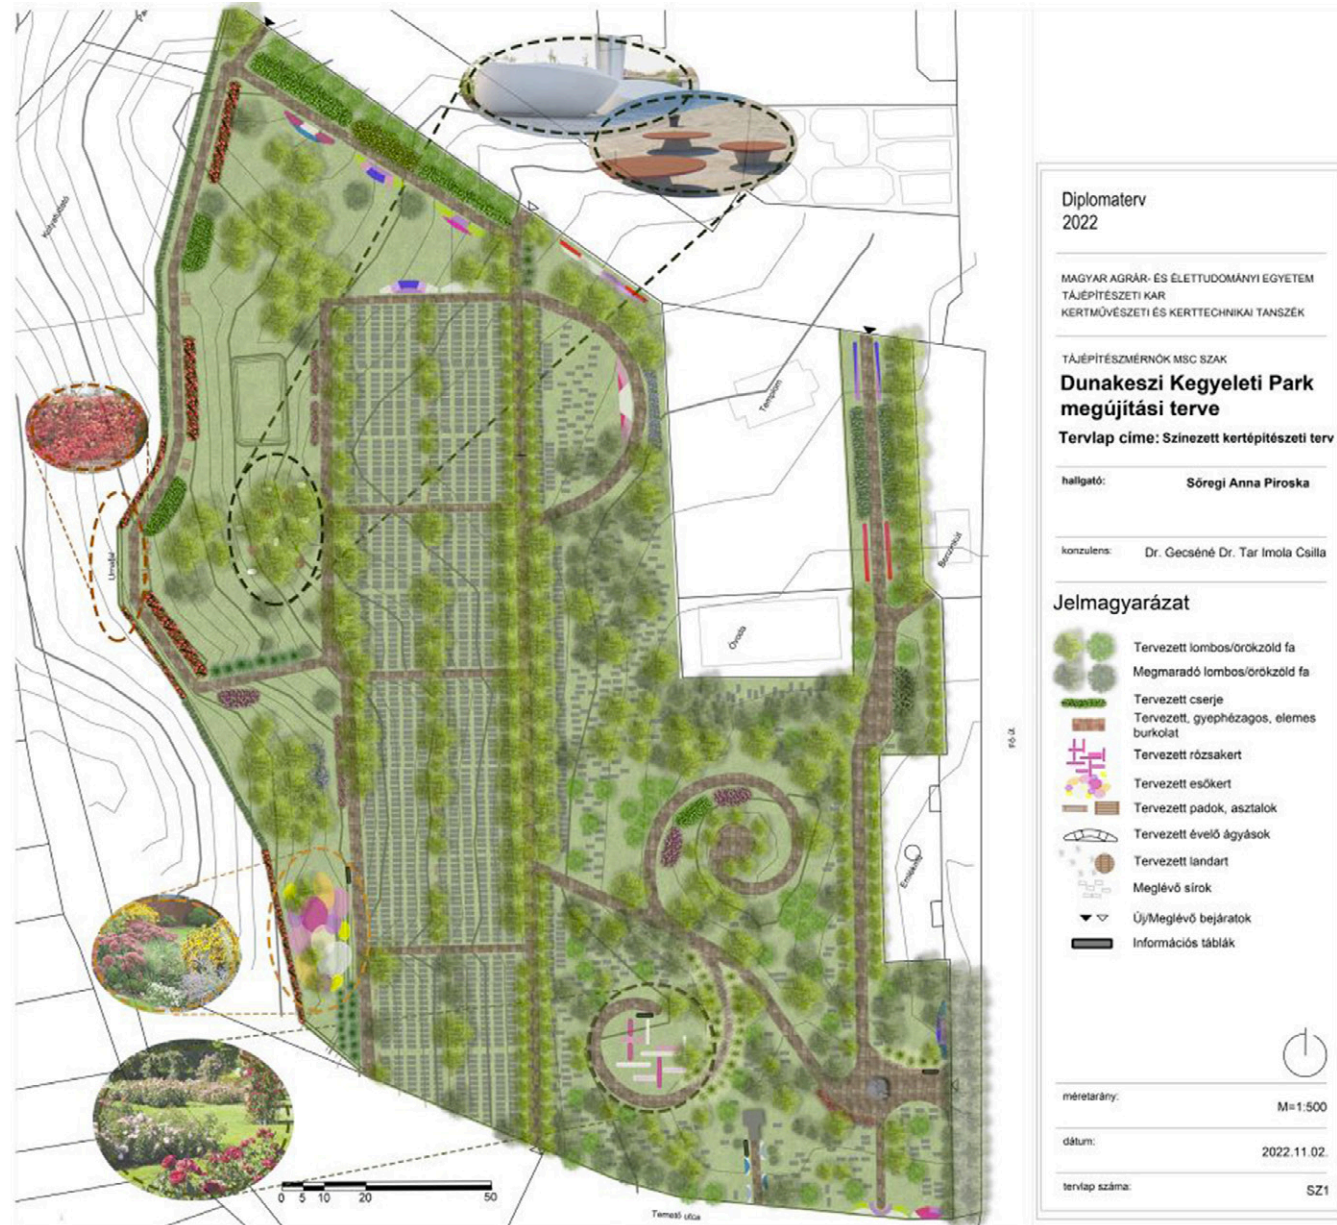 Kutyafuttató
Urnafal
Templom
Óvoda
Fő út
Temető utca
0 5 10 20 50
Diplomaterv
2022
MAGYAR AGRÁR- ÉS ÉLETTUDOMÁNYI EGYETEM
TÁJÉPÍTÉSZETI KAR
KERTMŰVÉSZETI ÉS KERTTECHNIKAI TANSZÉK
TÁJÉPÍTÉSZMÉRNÖK MSC SZAK
Dunakeszi Kegyeleti Park
megújítási terve
Tervlap címe: Színezett kertépítészeti terv
hallgató: Sőregi Anna Piroska
konzulens: Dr. Gecséné Dr. Tar Imola Csilla
Jelmagyarázat
Tervezett lombos/örökzöld fa
Megmaradó lombos/örökzöld fa
Tervezett cserje
Tervezett, gyephézagos, elemes
burkolat
Tervezett rózsakert
Tervezett esőkert
Tervezett padok, asztalok
Tervezett évelő ágyások
Tervezett landart
Meglévő sírok
Új/Meglévő bejáratok
Információs táblák
méretarány:
M=1:500
dátum:
2022.11.02.
tervlap száma:
SZ1